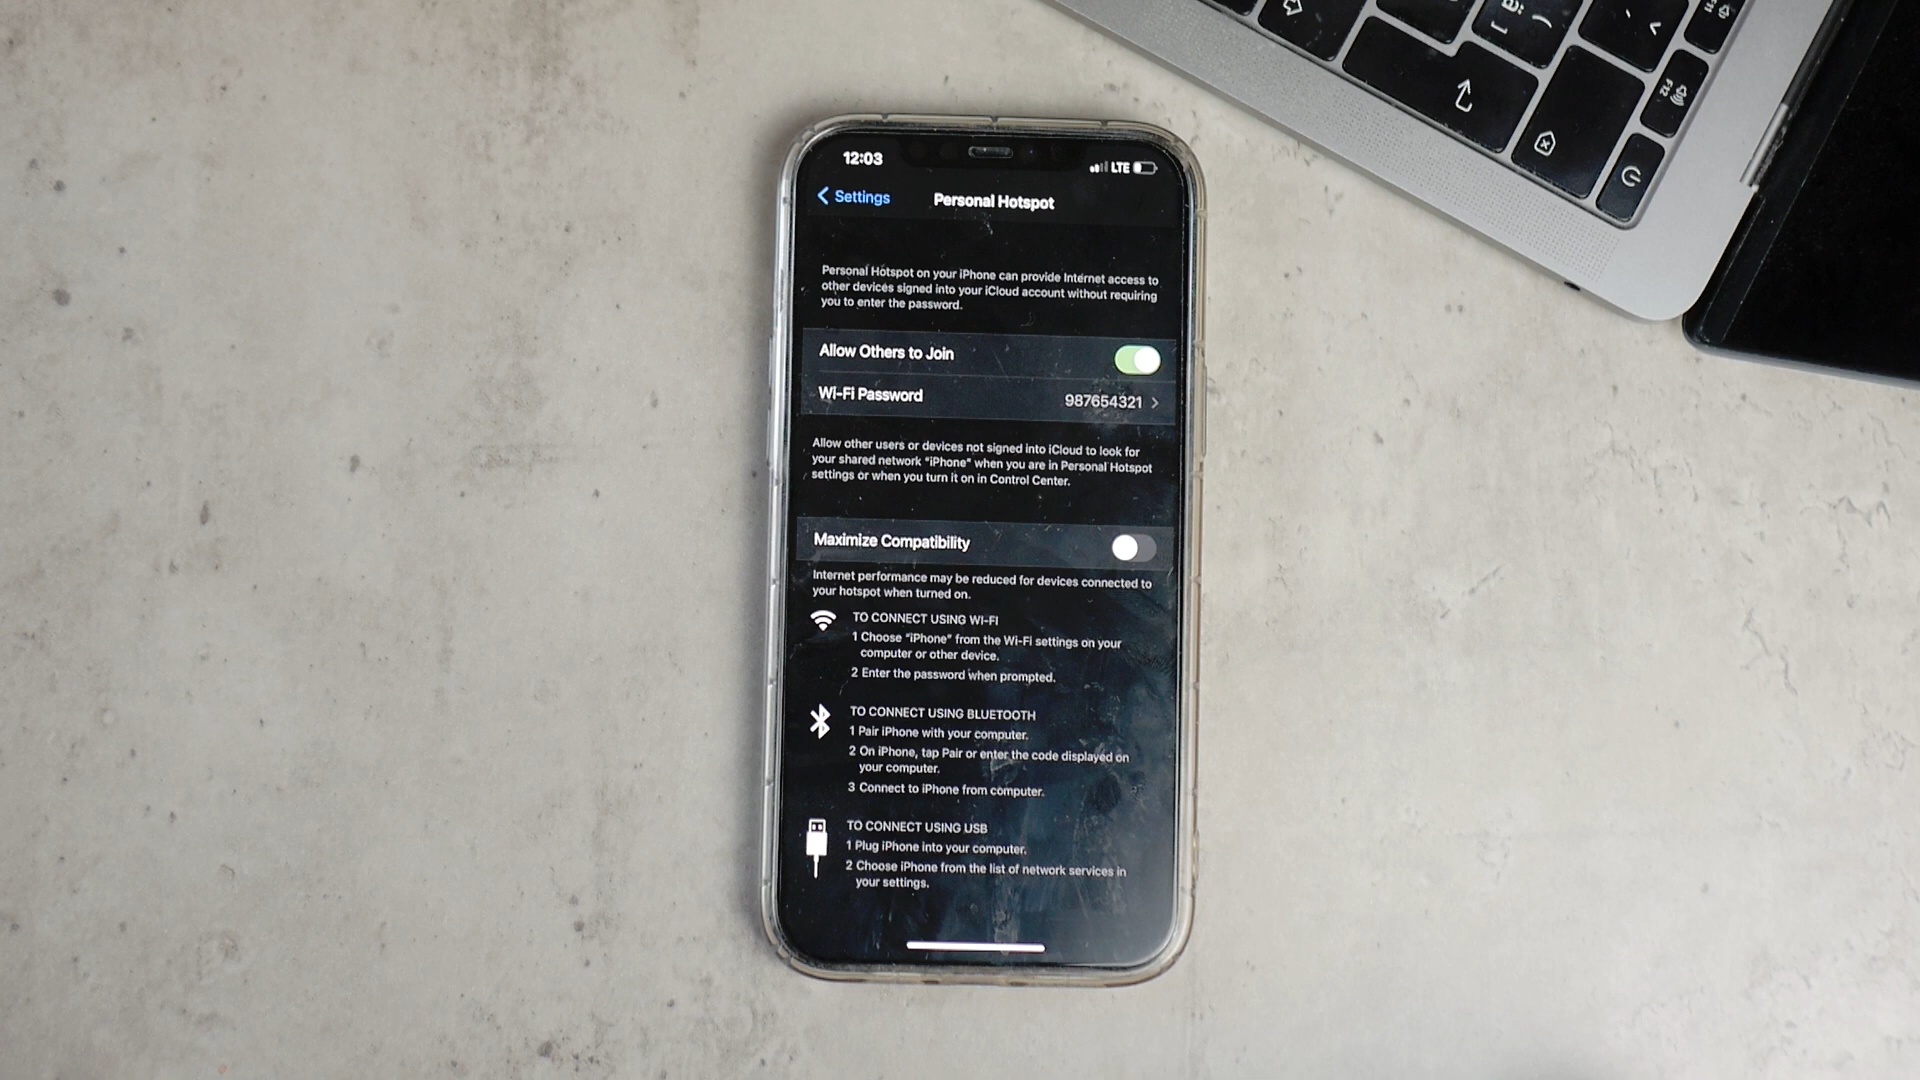 12:03
LTE
Settings
Personal Hotspot
Personal Hotspot on your iPhone can provide Internet access to
other devices signed into your iCloud account without requiring
you to enter the password.
Allow Others to Join
Wi-Fi Password
987654321
Allow other users or devices not signed into iCloud to look for
your shared network "iPhone" when you are in Personal Hotspot
settings or when you turn it on in Control Center.
Maximize Compatibility
Internet performance may be reduced for devices connected to
your hotspot when turned on.
TO CONNECT USING WI-FI
1 Choose "iPhone" from the Wi-Fi settings on your
computer or other device.
2 Enter the password when prompted.
TO CONNECT USING BLUETOOTH
1 Pair iPhone with your computer.
2 On iPhone, tap Pair or enter the code displayed on
your computer.
3 Connect to iPhone from computer.
TO CONNECT USING USB
1 Plug iPhone into your computer.
2 Choose iPhone from the list of network services in
your settings.
F12